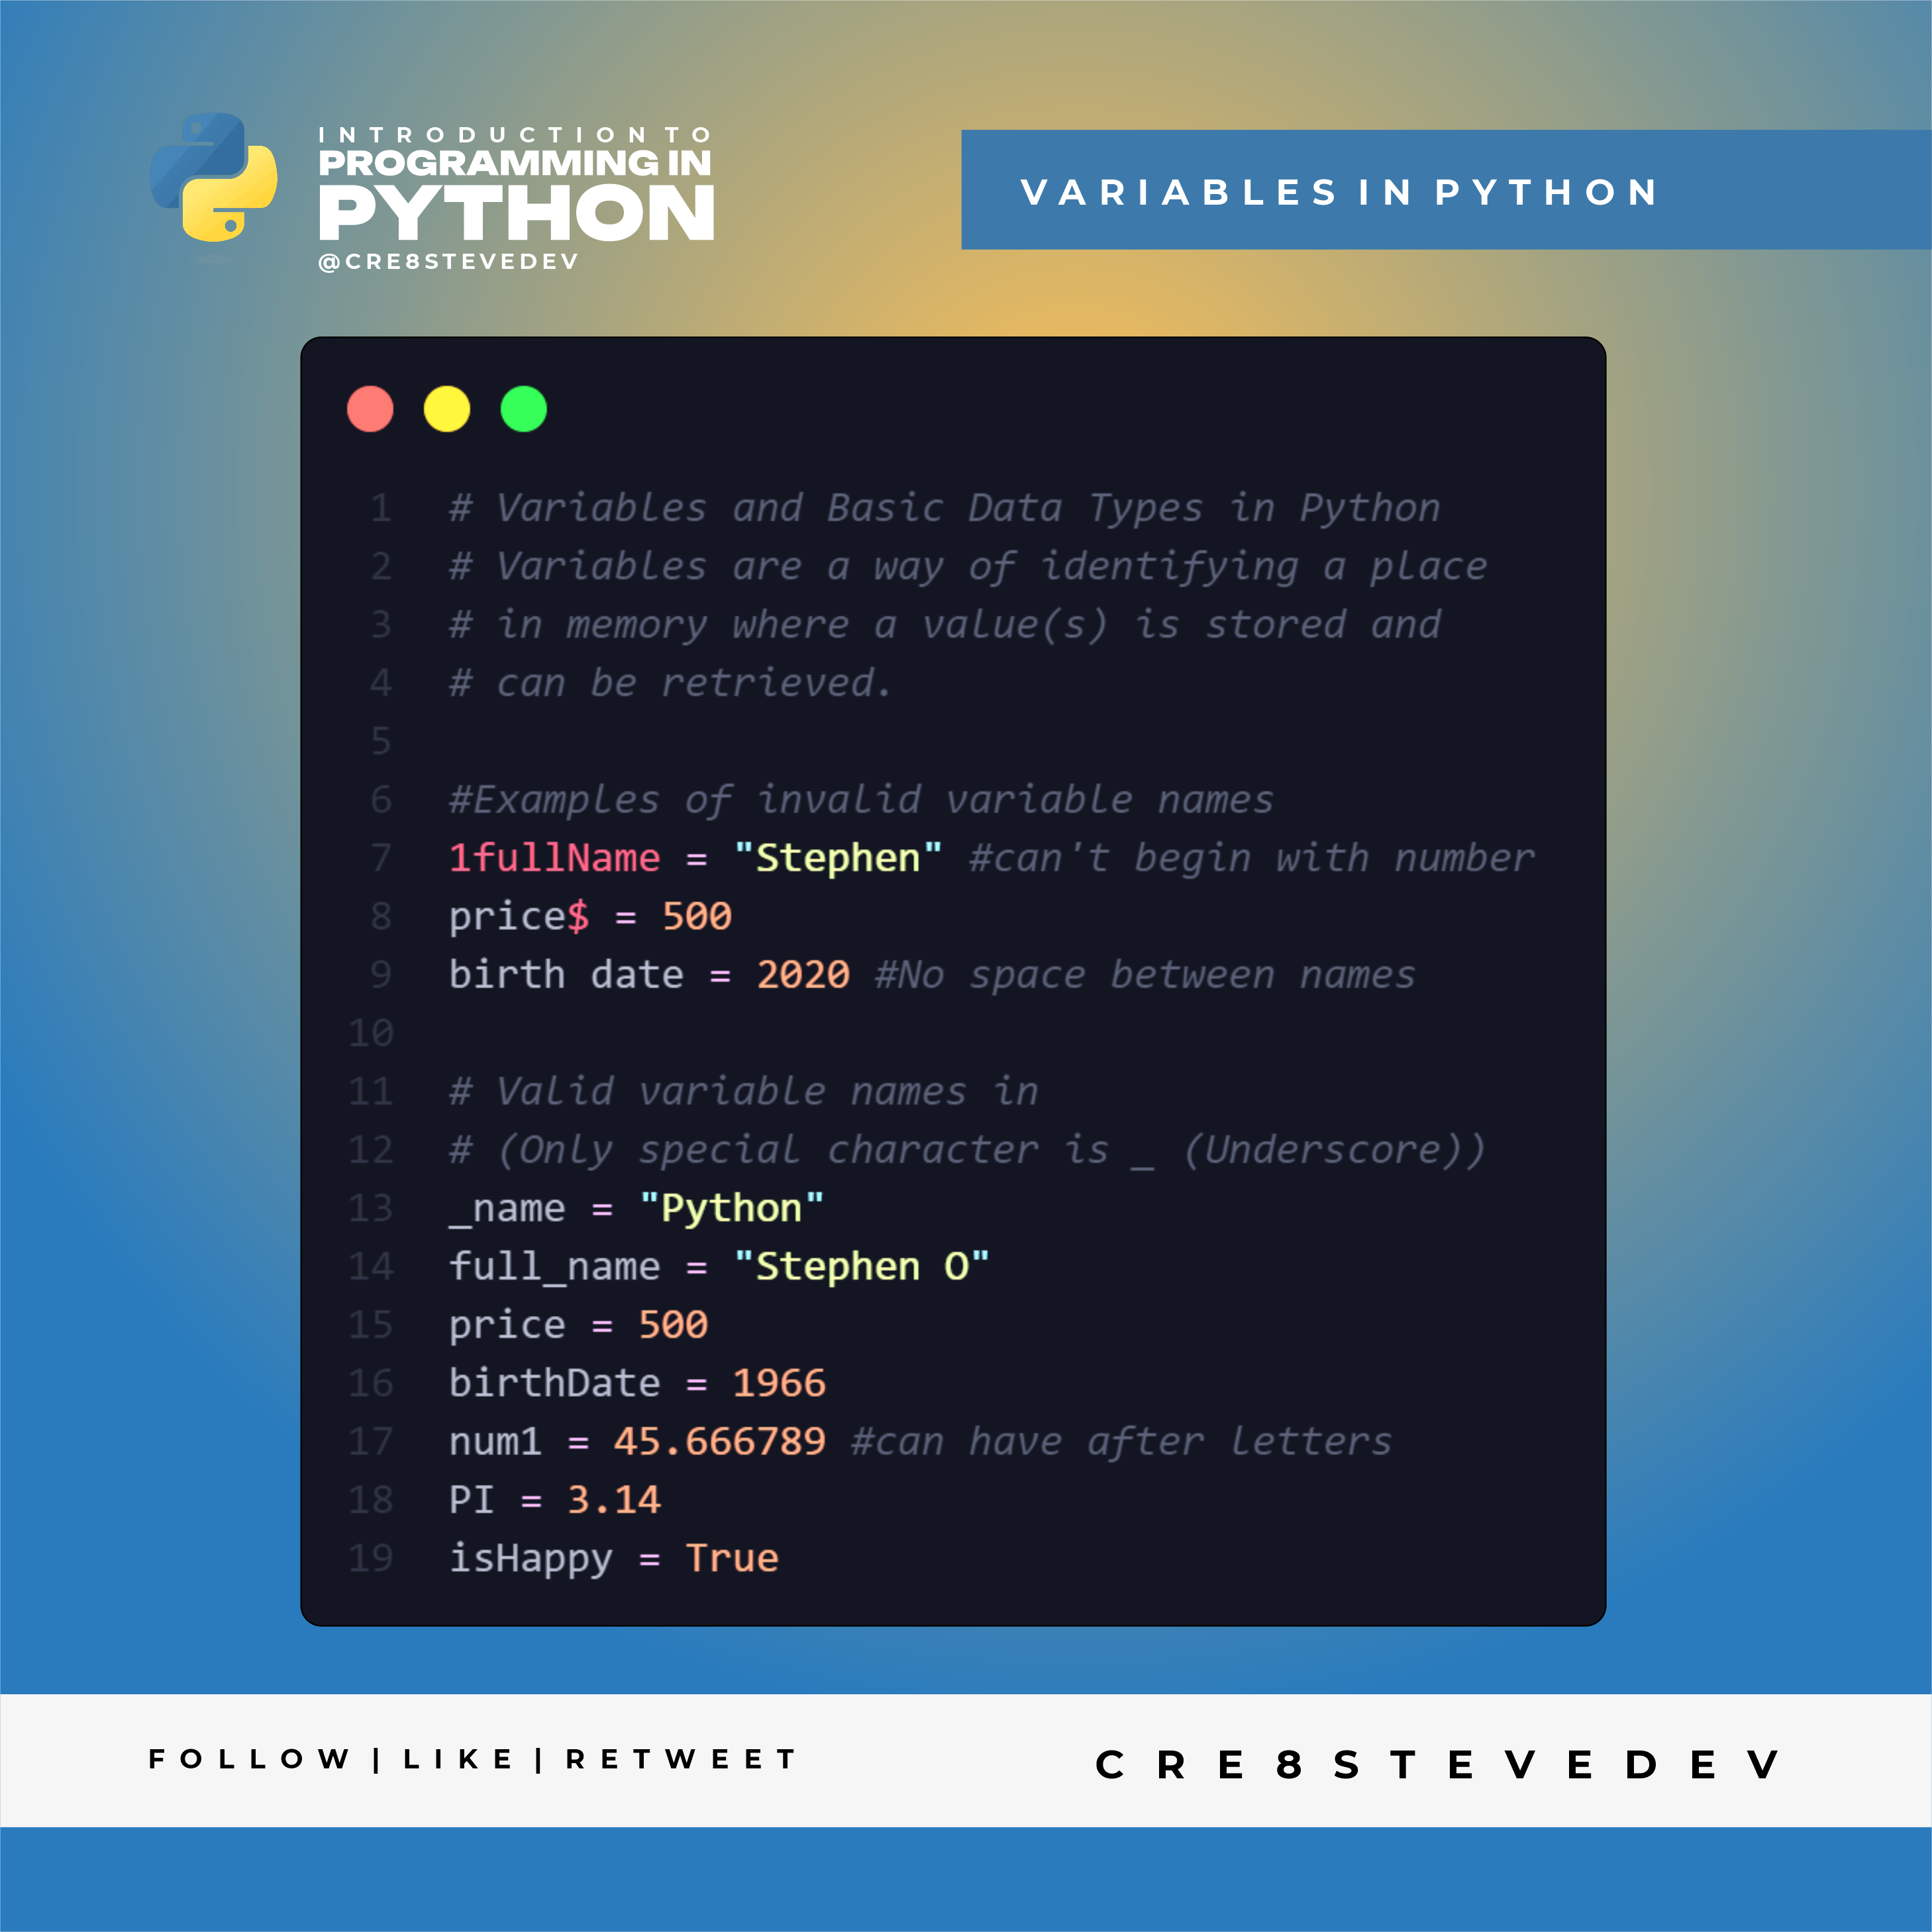 INTRODUCTION TO
PROGRAMMING IN
PYTHON
@CRE8STEVEDEV
VARIABLES IN PYTHON
1 # Variables and Basic Data Types in Python
2 # Variables are a way of identifying a place
3 # in memory where a value(s) is stored and
4 # can be retrieved.
5
6 #Examples of invalid variable names
7 1fullName = "Stephen" #can't begin with number
8 price$ = 500
9 birth date = 2020 #No space between names
10
11 # Valid variable names in
12 # (Only special character is _ (Underscore))
13 _name = "Python"
14 full_name = "Stephen O"
15 price = 500
16 birthDate = 1966
17 num1 = 45.666789 #can have after letters
18 PI = 3.14
19 isHappy = True
FOLLOW | LIKE | RETWEET
CRE8STEVEDEV